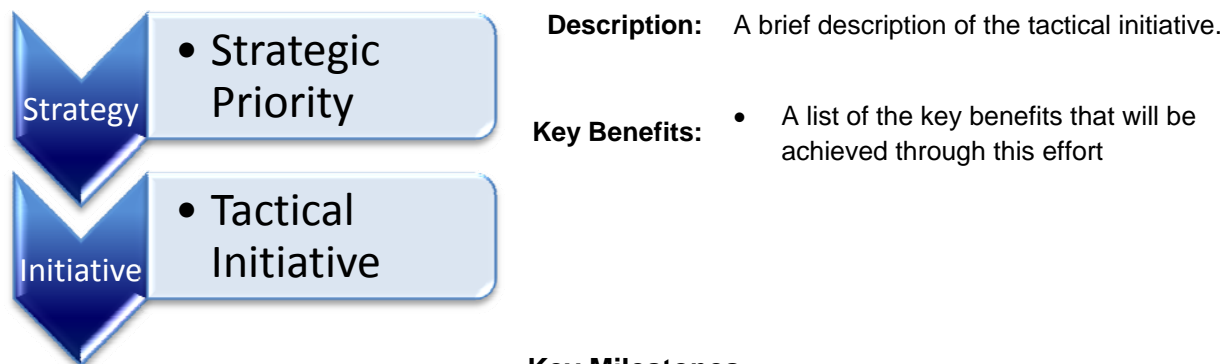 Strategy
• Strategic
Priority
Initiative
• Tactical
Initiative
Description: A brief description of the tactical initiative.
Key Benefits: • A list of the key benefits that will be
achieved through this effort
Key Milestones